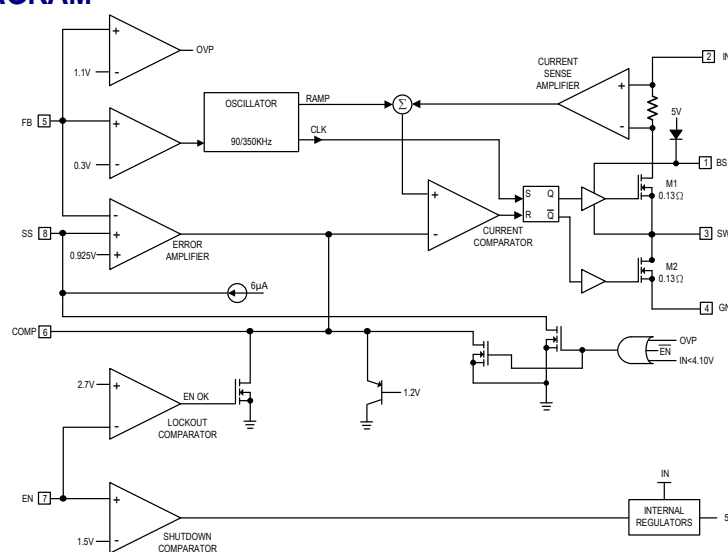 +
OVP
1.1V
-
FB 5
+
0.3V
-
OSCILLATOR
90/350KHz
RAMP
CLK
Σ
CURRENT
SENSE
AMPLIFIER
+
-
2 IN
5V
1 BS
M1
0.13Ω
3 SW
M2
0.13Ω
4 GN
S Q
R Q̅
+
-
CURRENT
COMPARATOR
SS 8
-
+
0.925V
+
ERROR
AMPLIFIER
6µA
COMP 6
OVP
E̅N̅
IN<4.10V
1.2V
2.7V
+
-
EN OK
LOCKOUT
COMPARATOR
EN 7
+
1.5V
-
SHUTDOWN
COMPARATOR
IN
INTERNAL
REGULATORS
5